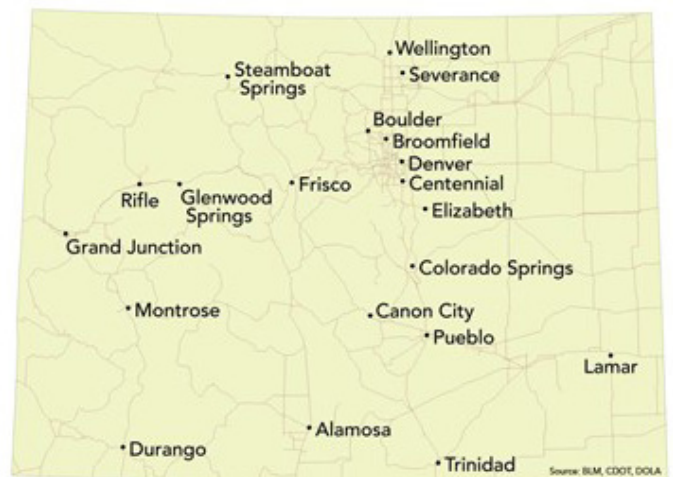 Wellington
Severance
Steamboat
Springs
Boulder
Broomfield
Denver
Centennial
Frisco
Rifle
Glenwood
Springs
Elizabeth
Grand Junction
Colorado Springs
Montrose
Canon City
Pueblo
Lamar
Alamosa
Durango
Trinidad
Source: BLM, CDOT, DOLA